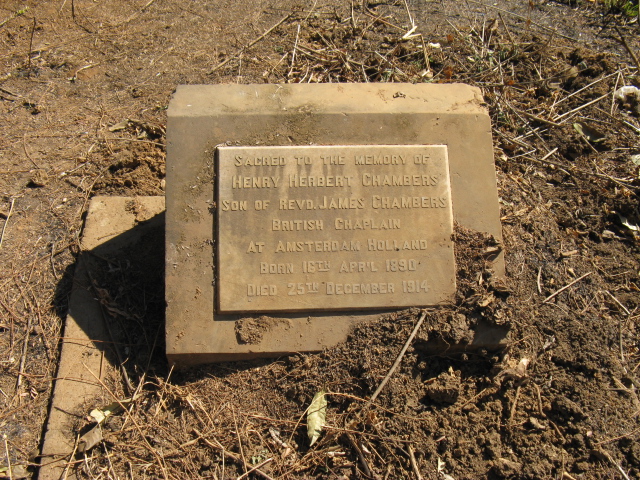 SACRED TO THE MEMORY OF
HENRY HERBERT CHAMBERS
SON OF REVD. JAMES CHAMBERS
BRITISH CHAPLAIN
AT AMSTERDAM HOLLAND
BORN 16TH APRIL 1890
DIED 25TH DECEMBER 1914